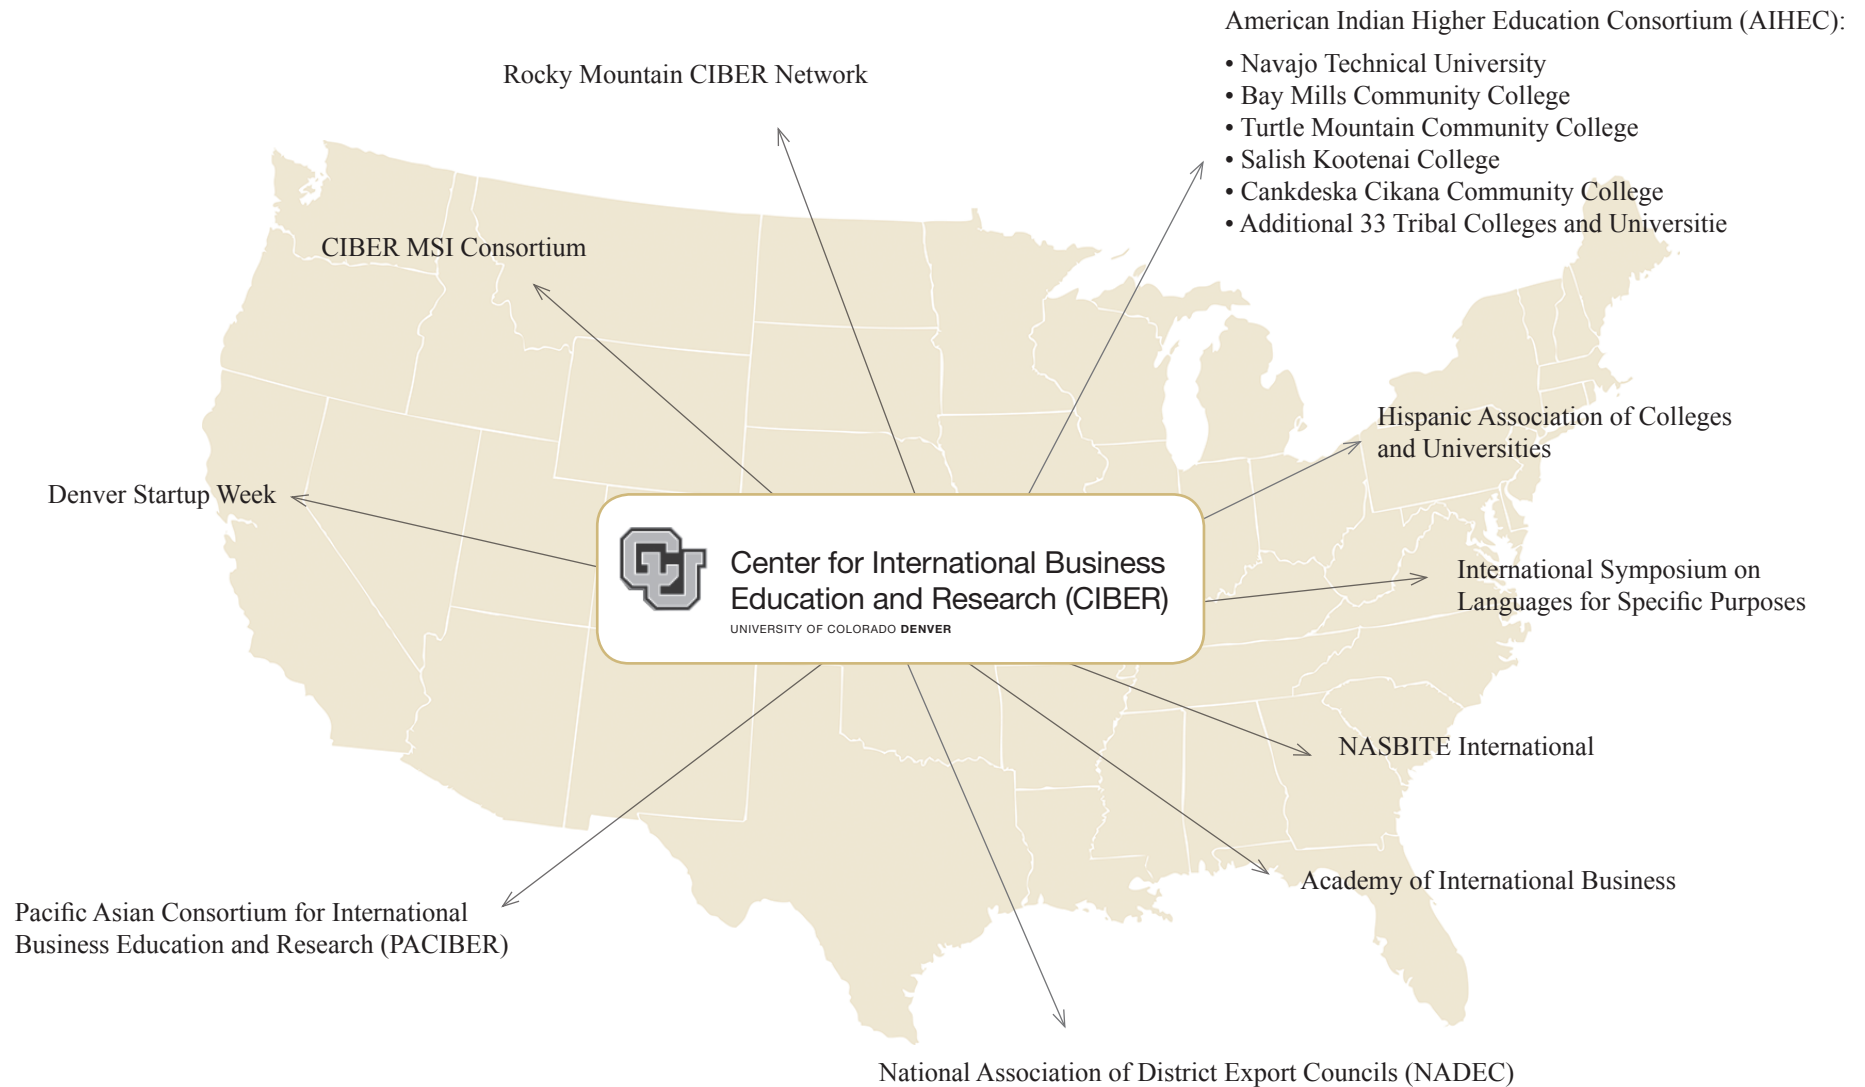 American Indian Higher Education Consortium (AIHEC):
• Navajo Technical University
• Bay Mills Community College
• Turtle Mountain Community College
• Salish Kootenai College
• Cankdeska Cikana Community College
• Additional 33 Tribal Colleges and Universitie
Rocky Mountain CIBER Network
CIBER MSI Consortium
Hispanic Association of Colleges
and Universities
Denver Startup Week
CU
Center for International Business
Education and Research (CIBER)
UNIVERSITY OF COLORADO DENVER
International Symposium on
Languages for Specific Purposes
NASBITE International
Academy of International Business
Pacific Asian Consortium for International
Business Education and Research (PACIBER)
National Association of District Export Councils (NADEC)